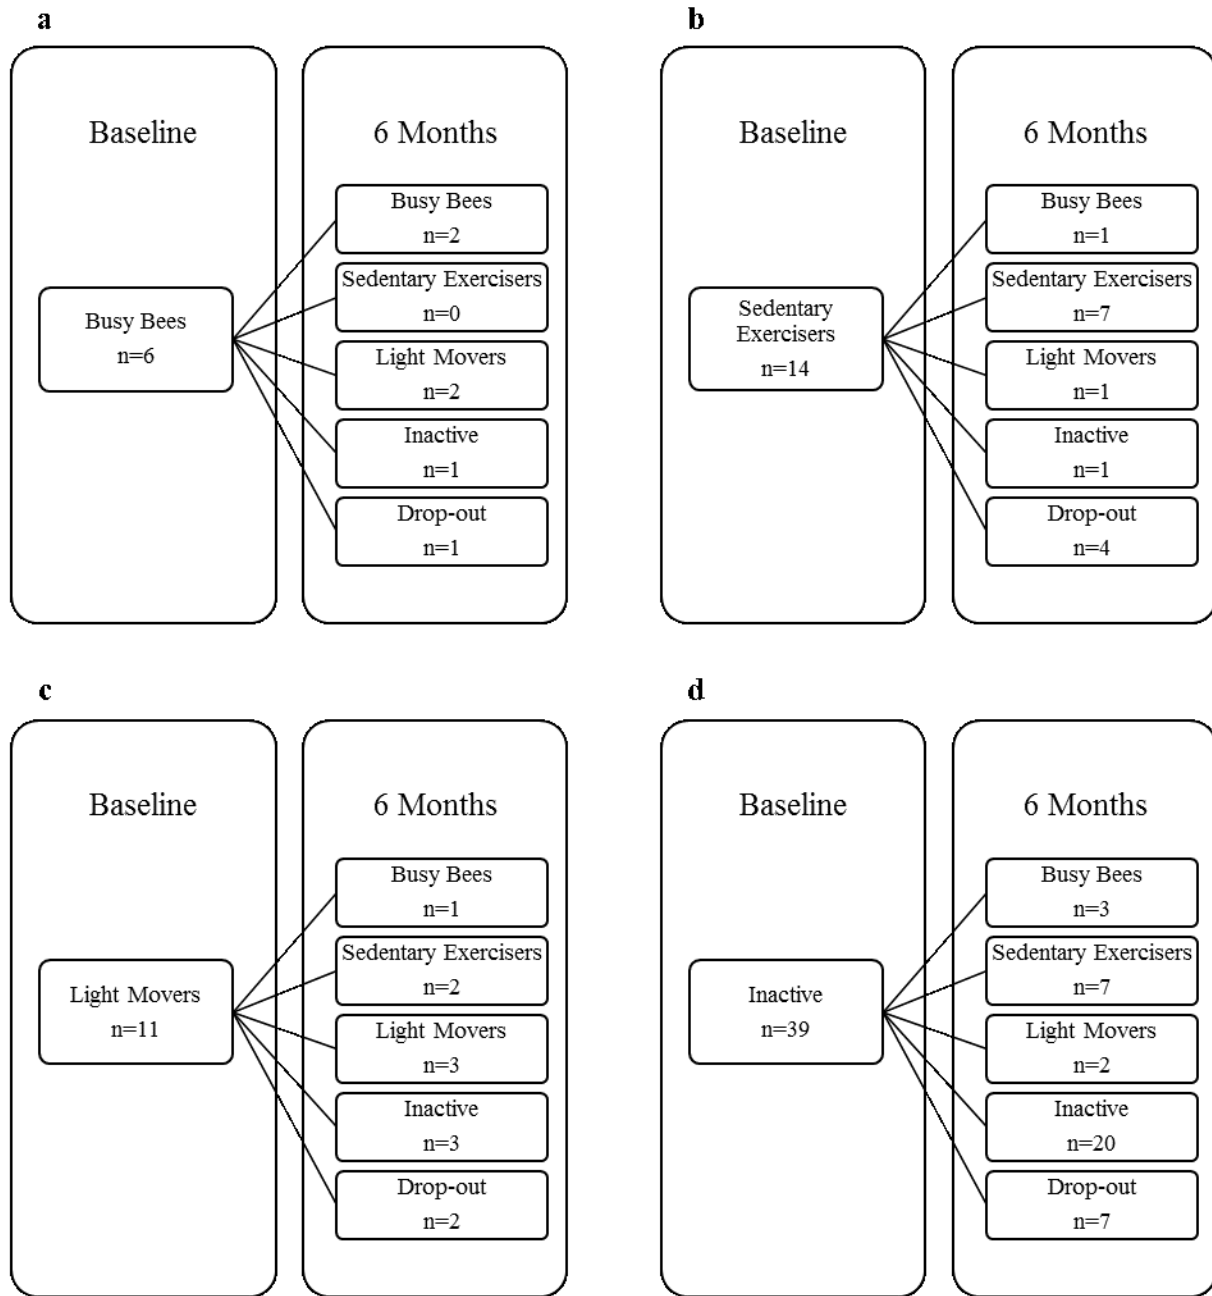 a
Baseline
6 Months
Busy Bees
n=6
Busy Bees
n=2
Sedentary Exercisers
n=0
Light Movers
n=2
Inactive
n=1
Drop-out
n=1
b
Baseline
6 Months
Sedentary
Exercisers
n=14
Busy Bees
n=1
Sedentary Exercisers
n=7
Light Movers
n=1
Inactive
n=1
Drop-out
n=4
c
Baseline
6 Months
Light Movers
n=11
Busy Bees
n=1
Sedentary Exercisers
n=2
Light Movers
n=3
Inactive
n=3
Drop-out
n=2
d
Baseline
6 Months
Inactive
n=39
Busy Bees
n=3
Sedentary Exercisers
n=7
Light Movers
n=2
Inactive
n=20
Drop-out
n=7